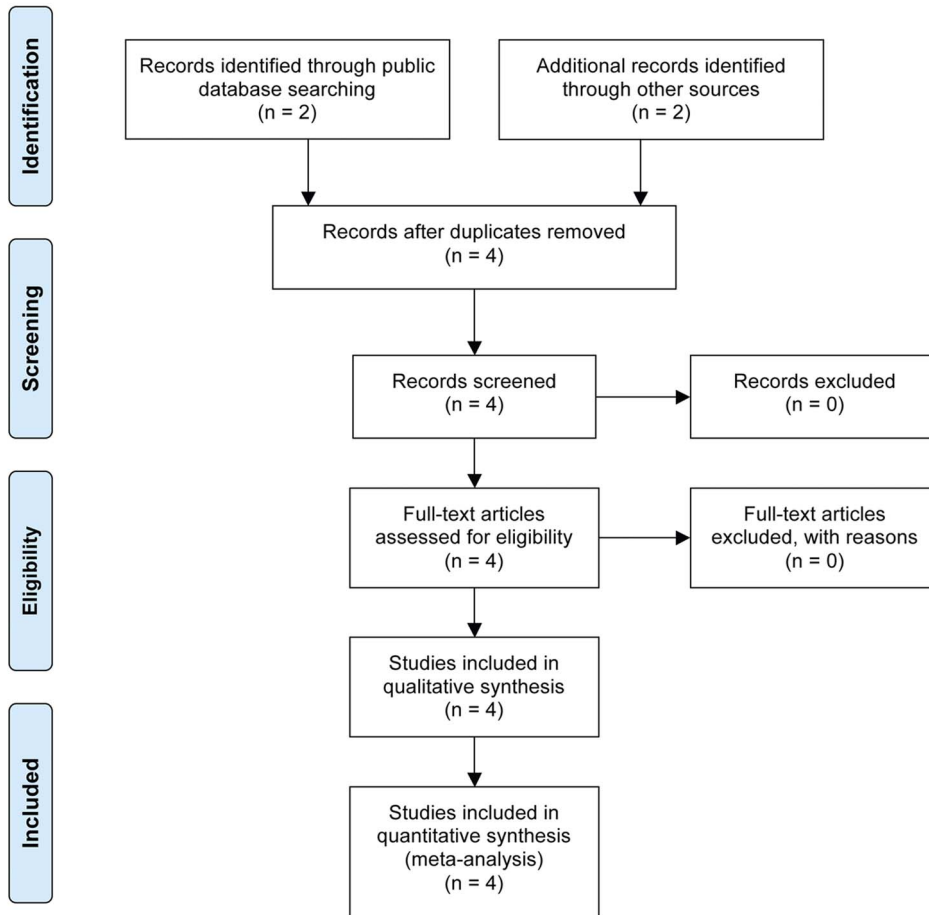 Identification
Records identified through public
database searching
(n = 2)
Additional records identified
through other sources
(n = 2)
Records after duplicates removed
(n = 4)
Screening
Records screened
(n = 4)
Records excluded
(n = 0)
Eligibility
Full-text articles
assessed for eligibility
(n = 4)
Full-text articles
excluded, with reasons
(n = 0)
Studies included in
qualitative synthesis
(n = 4)
Included
Studies included in
quantitative synthesis
(meta-analysis)
(n = 4)